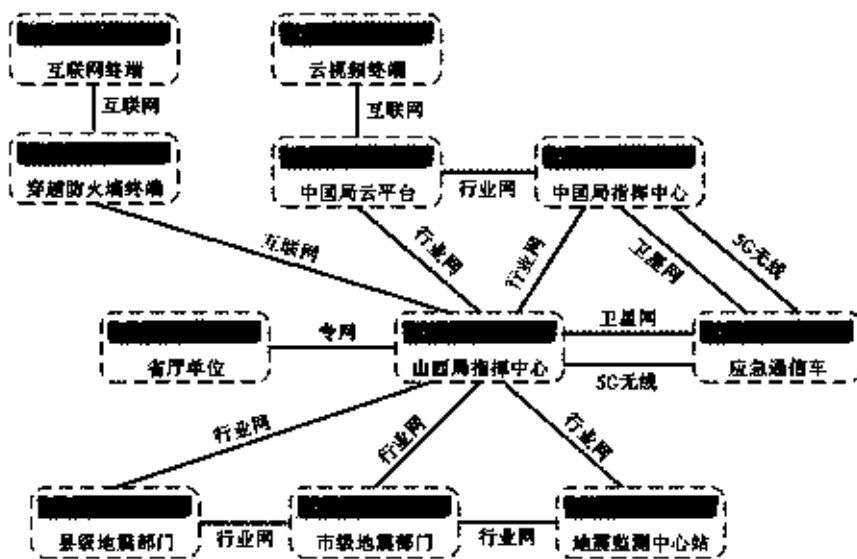 互联网终端
云视频终端
互联网
互联网
穿越防火墙终端
中国局云平台
行业网
中国局指挥中心
互联网
行业网
行业网
卫星网
5G无线
省厅单位
专网
山西局指挥中心
卫星网
5G无线
应急通信车
行业网
行业网
行业网
县级地震部门
行业网
市级地震部门
行业网
地震监测中心站